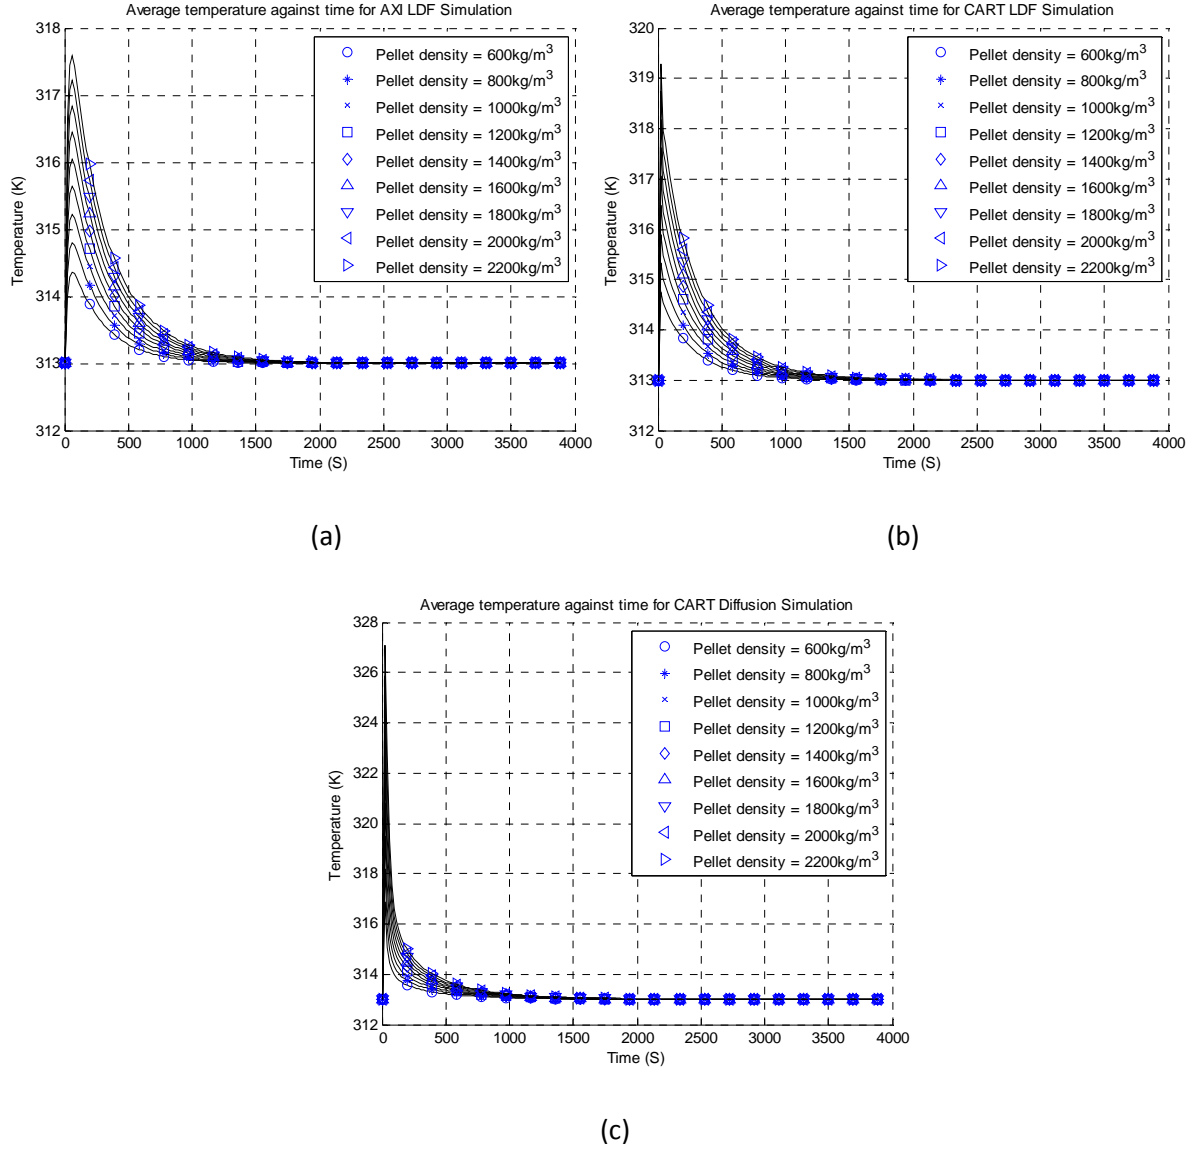 Average temperature against time for AXI LDF Simulation
318
317
316
315
314
313
312
Temperature (K)
Pellet density = 600kg/m³
Pellet density = 800kg/m³
Pellet density = 1000kg/m³
Pellet density = 1200kg/m³
Pellet density = 1400kg/m³
Pellet density = 1600kg/m³
Pellet density = 1800kg/m³
Pellet density = 2000kg/m³
Pellet density = 2200kg/m³
0 500 1000 1500 2000 2500 3000 3500 4000
Time (S)
(a)
Average temperature against time for CART LDF Simulation
320
319
318
317
316
315
314
313
312
Temperature (K)
Pellet density = 600kg/m³
Pellet density = 800kg/m³
Pellet density = 1000kg/m³
Pellet density = 1200kg/m³
Pellet density = 1400kg/m³
Pellet density = 1600kg/m³
Pellet density = 1800kg/m³
Pellet density = 2000kg/m³
Pellet density = 2200kg/m³
0 500 1000 1500 2000 2500 3000 3500 4000
Time (S)
(b)
Average temperature against time for CART Diffusion Simulation
328
326
324
322
320
318
316
314
312
Temperature (K)
Pellet density = 600kg/m³
Pellet density = 800kg/m³
Pellet density = 1000kg/m³
Pellet density = 1200kg/m³
Pellet density = 1400kg/m³
Pellet density = 1600kg/m³
Pellet density = 1800kg/m³
Pellet density = 2000kg/m³
Pellet density = 2200kg/m³
0 500 1000 1500 2000 2500 3000 3500 4000
Time (S)
(c)